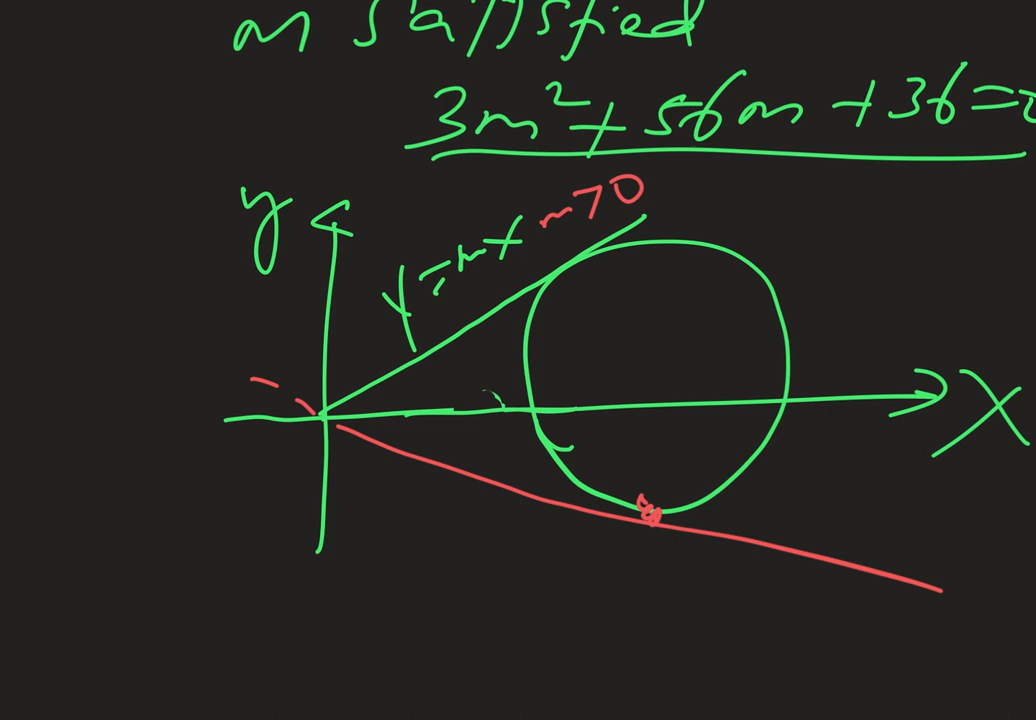 m satisfied
3m²+56m+36=
y
y=mx m>0
X